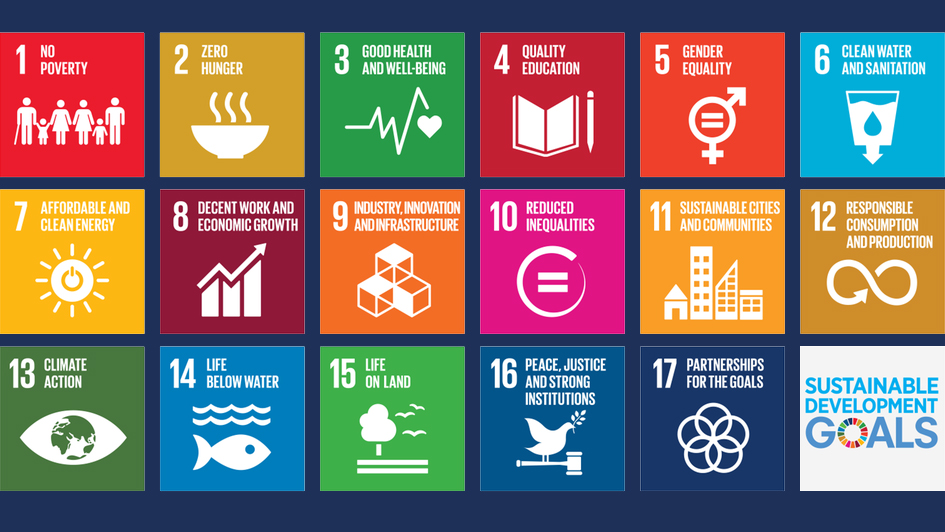 1 NO
POVERTY
2 ZERO
HUNGER
3 GOOD HEALTH
AND WELL-BEING
4 QUALITY
EDUCATION
5 GENDER
EQUALITY
6 CLEAN WATER
AND SANITATION
7 AFFORDABLE AND
CLEAN ENERGY
8 DECENT WORK AND
ECONOMIC GROWTH
9 INDUSTRY, INNOVATION
AND INFRASTRUCTURE
10 REDUCED
INEQUALITIES
11 SUSTAINABLE CITIES
AND COMMUNITIES
12 RESPONSIBLE
CONSUMPTION
AND PRODUCTION
13 CLIMATE
ACTION
14 LIFE
BELOW WATER
15 LIFE
ON LAND
16 PEACE, JUSTICE
AND STRONG
INSTITUTIONS
17 PARTNERSHIPS
FOR THE GOALS
SUSTAINABLE
DEVELOPMENT
GOALS